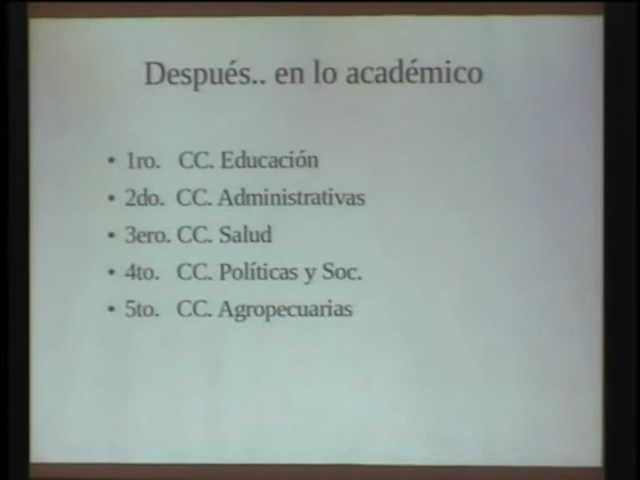 Después.. en lo académico
• 1ro. CC. Educación
• 2do. CC. Administrativas
• 3ero. CC. Salud
• 4to. CC. Políticas y Soc.
• 5to. CC. Agropecuarias